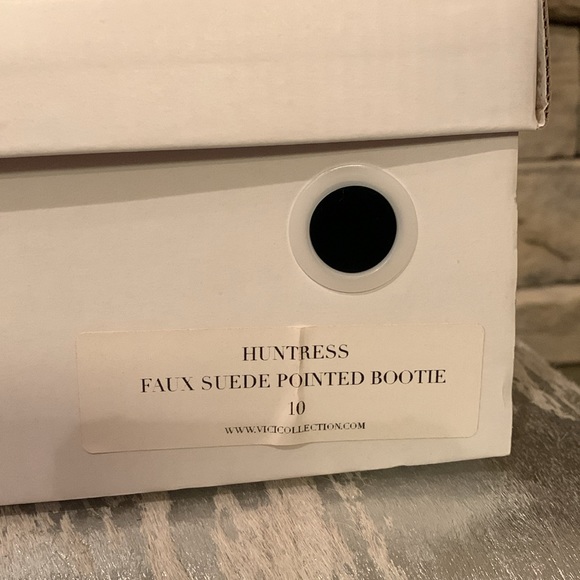 HUNTRESS
FAUX SUEDE POINTED BOOTIE
10
WWW.VICICOLLECTION.COM